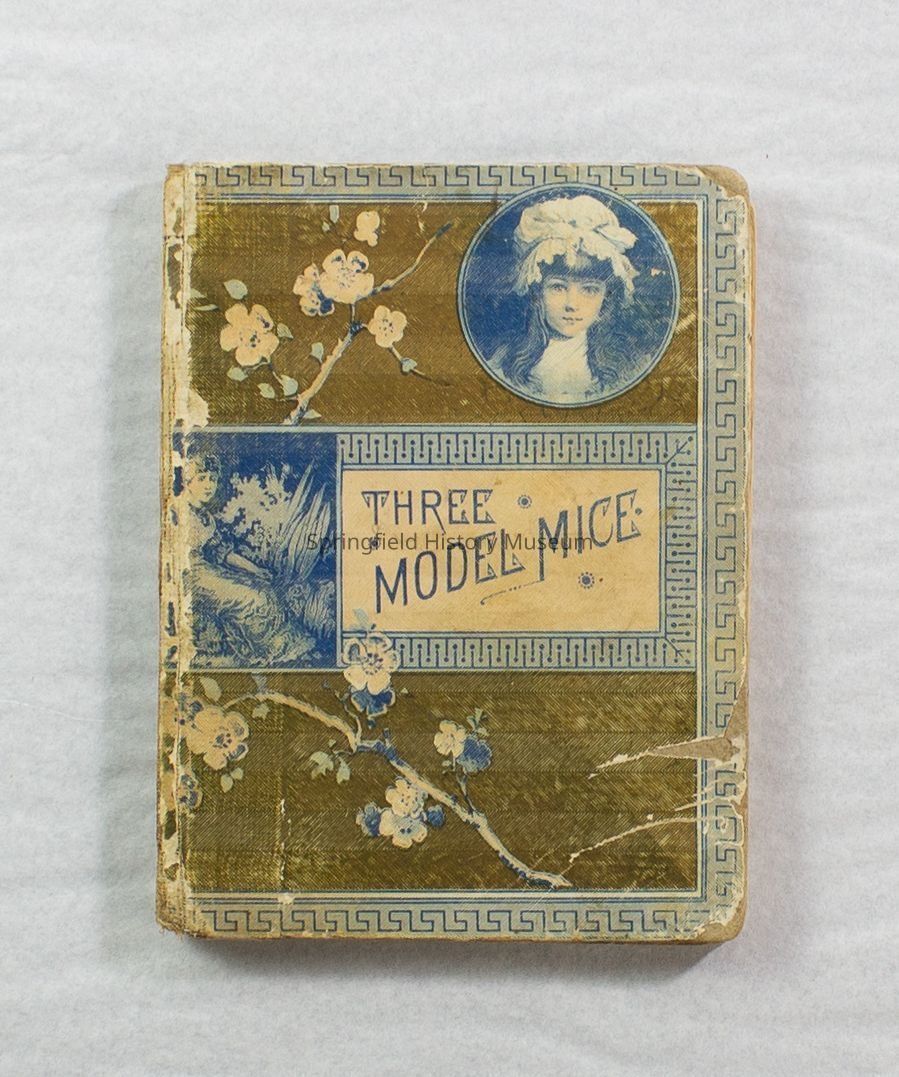 THREE
MODEL MICE.
Springfield History Museum